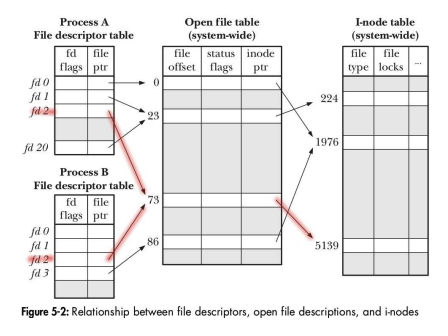 Process A
File descriptor table
fd flags
file ptr
fd 0
fd 1
fd 2
fd 20
Process B
File descriptor table
fd flags
file ptr
fd 0
fd 1
fd 2
fd 3
Open file table
(system-wide)
file offset
status flags
inode ptr
0
23
73
86
I-node table
(system-wide)
file type
file locks
...
224
1976
5139
Figure 5-2: Relationship between file descriptors, open file descriptions, and i-nodes